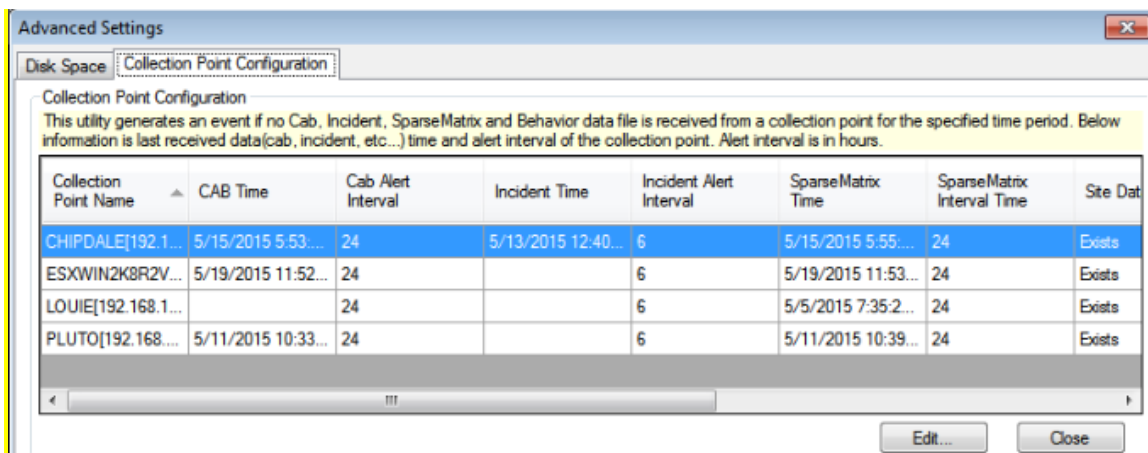 Advanced Settings
Disk Space Collection Point Configuration
Collection Point Configuration
This utility generates an event if no Cab, Incident, SparseMatrix and Behavior data file is received from a collection point for the specified time period. Below
information is last received data(cab, incident, etc...) time and alert interval of the collection point. Alert interval is in hours.
Collection Point Name CAB Time Cab Alert Interval Incident Time Incident Alert Interval SparseMatrix Time SparseMatrix Interval Time Site Dat
CHIPDALE[192.1... 5/15/2015 5:53:... 24 5/13/2015 12:40... 6 5/15/2015 5:55:... 24 Exists
ESXWIN2K8R2V... 5/19/2015 11:52... 24 6 5/19/2015 11:53... 24 Exists
LOUIE[192.168.1... 24 6 5/5/2015 7:35:2... 24 Exists
PLUTO[192.168.... 5/11/2015 10:33... 24 6 5/11/2015 10:39... 24 Exists
Edit... Close